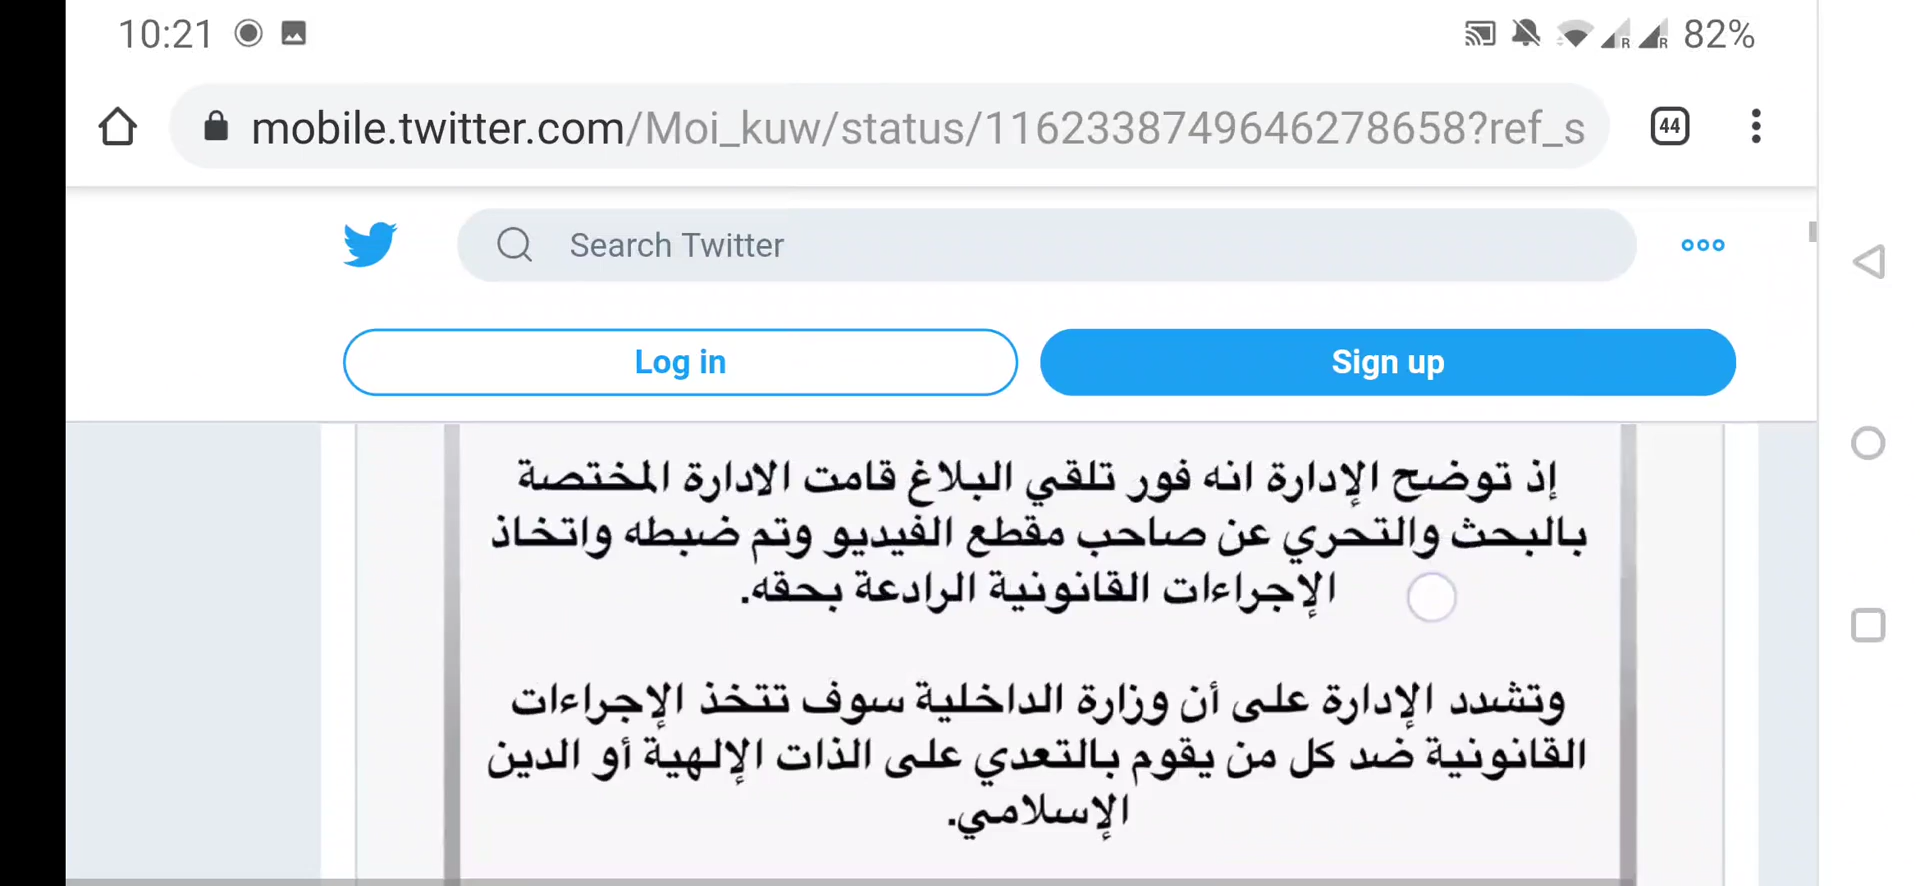 10:21
82%
mobile.twitter.com/Moi_kuw/status/1162338749646278658?ref_s
44
Search Twitter
Log in
Sign up
إذ توضح الإدارة انه فور تلقي البلاغ قامت الادارة المختصة
بالبحث والتحري عن صاحب مقطع الفيديو وتم ضبطه واتخاذ
الإجراءات القانونية الرادعة بحقه.
وتشدد الإدارة على أن وزارة الداخلية سوف تتخذ الإجراءات
القانونية ضد كل من يقوم بالتعدي على الذات الإلهية أو الدين
الإسلامي.